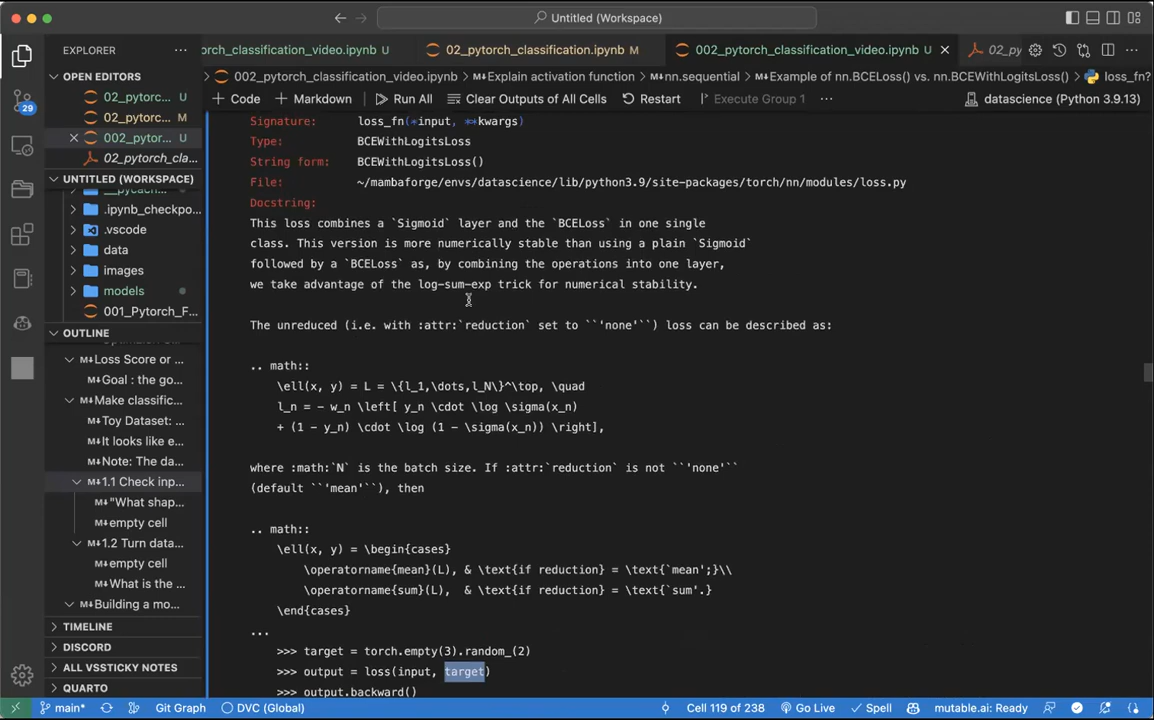 Untitled (Workspace)
EXPLORER
orch_classification_video.ipynb U
02_pytorch_classification.ipynb M
002_pytorch_classification_video.ipynb U
02_py
OPEN EDITORS
02_pytorc... U
02_pytorc... M
002_pytor... U
02_pytorch_cla...
UNTITLED (WORKSPACE)
.ipynb_checkpo...
.vscode
data
images
models
001_Pytorch_F...
OUTLINE
Loss Score or ...
Goal : the go...
Make classific...
Toy Dataset: ...
It looks like e...
Note: The da...
1.1 Check inp...
"What shap...
empty cell
1.2 Turn data...
empty cell
What is the ...
Building a mo...
TIMELINE
DISCORD
ALL VSSTICKY NOTES
QUARTO
29
002_pytorch_classification_video.ipynb > M↓Explain activation function > M↓nn.sequential > M↓Example of nn.BCELoss() vs. nn.BCEWithLogitsLoss() > loss_fn?
+ Code + Markdown Run All Clear Outputs of All Cells Restart Execute Group 1 ... datascience (Python 3.9.13)
Signature: loss_fn(*input, **kwargs)
Type: BCEWithLogitsLoss
String form: BCEWithLogitsLoss()
File: ~/mambaforge/envs/datascience/lib/python3.9/site-packages/torch/nn/modules/loss.py
Docstring:
This loss combines a `Sigmoid` layer and the `BCELoss` in one single
class. This version is more numerically stable than using a plain `Sigmoid`
followed by a `BCELoss` as, by combining the operations into one layer,
we take advantage of the log-sum-exp trick for numerical stability.
The unreduced (i.e. with :attr:`reduction` set to ``'none'``) loss can be described as:
.. math::
\ell(x, y) = L = \{l_1,\dots,l_N\}^\top, \quad
l_n = - w_n \left[ y_n \cdot \log \sigma(x_n)
+ (1 - y_n) \cdot \log (1 - \sigma(x_n)) \right],
where :math:`N` is the batch size. If :attr:`reduction` is not ``'none'``
(default ``'mean'``), then
.. math::
\ell(x, y) = \begin{cases}
\operatorname{mean}(L), & \text{if reduction} = \text{`mean';}\\
\operatorname{sum}(L), & \text{if reduction} = \text{`sum'.}
\end{cases}
...
>>> target = torch.empty(3).random_(2)
>>> output = loss(input, target)
>>> output.backward()
main* Git Graph DVC (Global) Cell 119 of 238 Go Live Spell mutable.ai: Ready